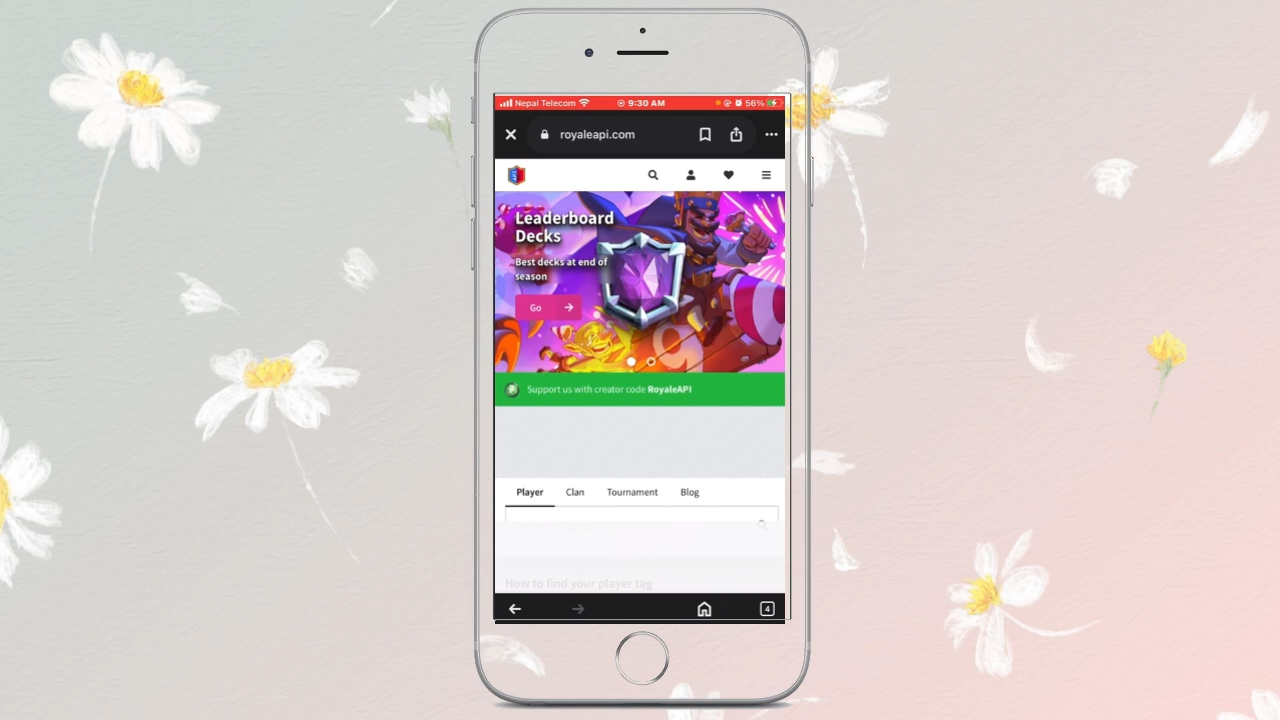 Nepal Telecom 9:30 AM 56%
royaleapi.com
Leaderboard
Decks
Best decks at end of
season
Go
Support us with creator code RoyaleAPI
Player Clan Tournament Blog
How to find your player tag
4